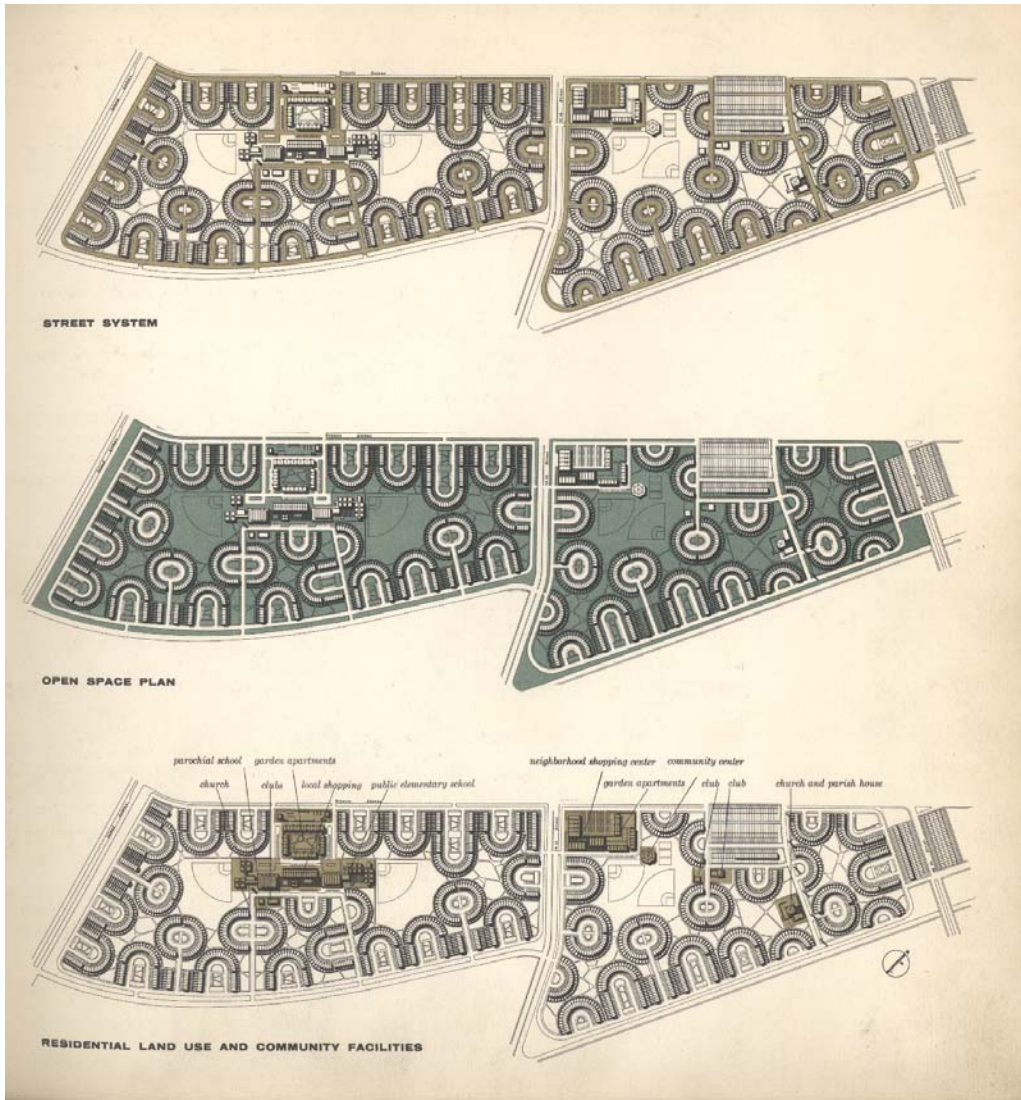 STREET SYSTEM
OPEN SPACE PLAN
parochial school garden apartments
church clubs local shopping public elementary school
neighborhood shopping center community center
garden apartments club club church and parish house
RESIDENTIAL LAND USE AND COMMUNITY FACILITIES